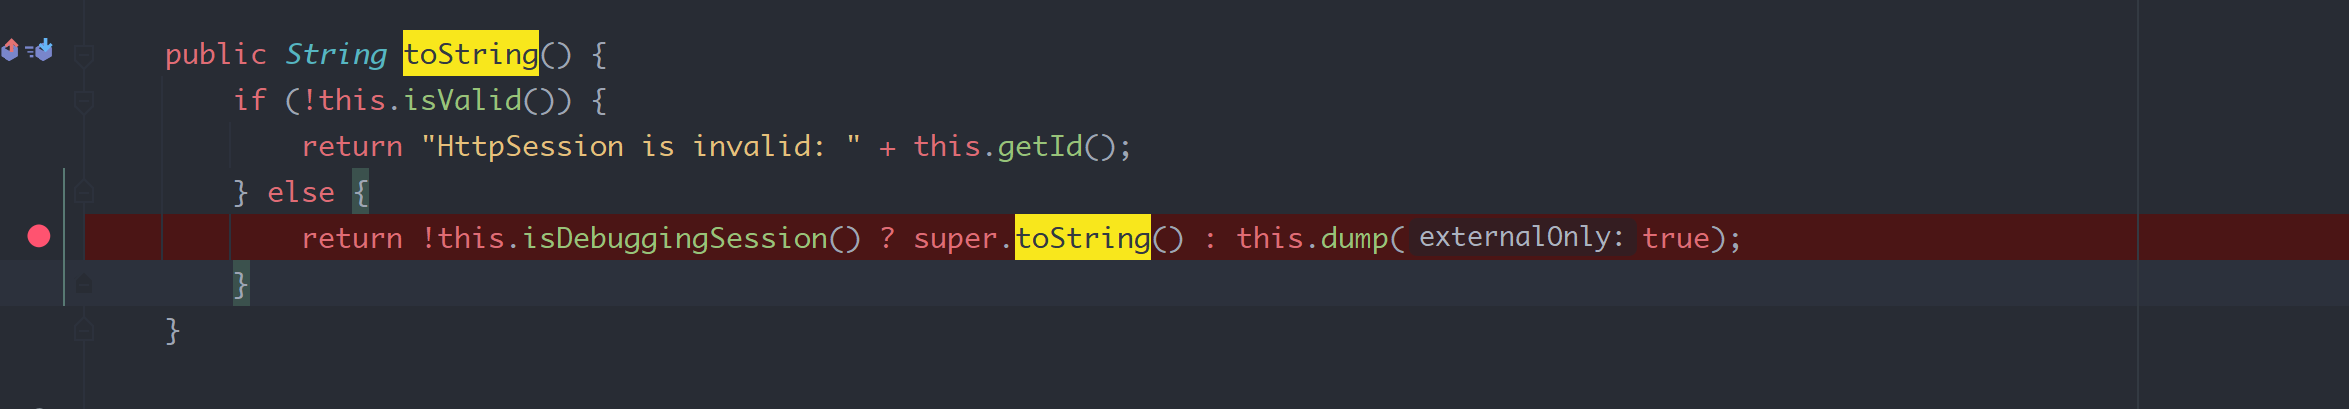 public String toString() {
if (!this.isValid()) {
return "HttpSession is invalid: " + this.getId();
} else {
return !this.isDebuggingSession() ? super.toString() : this.dump( externalOnly: true);
}
}